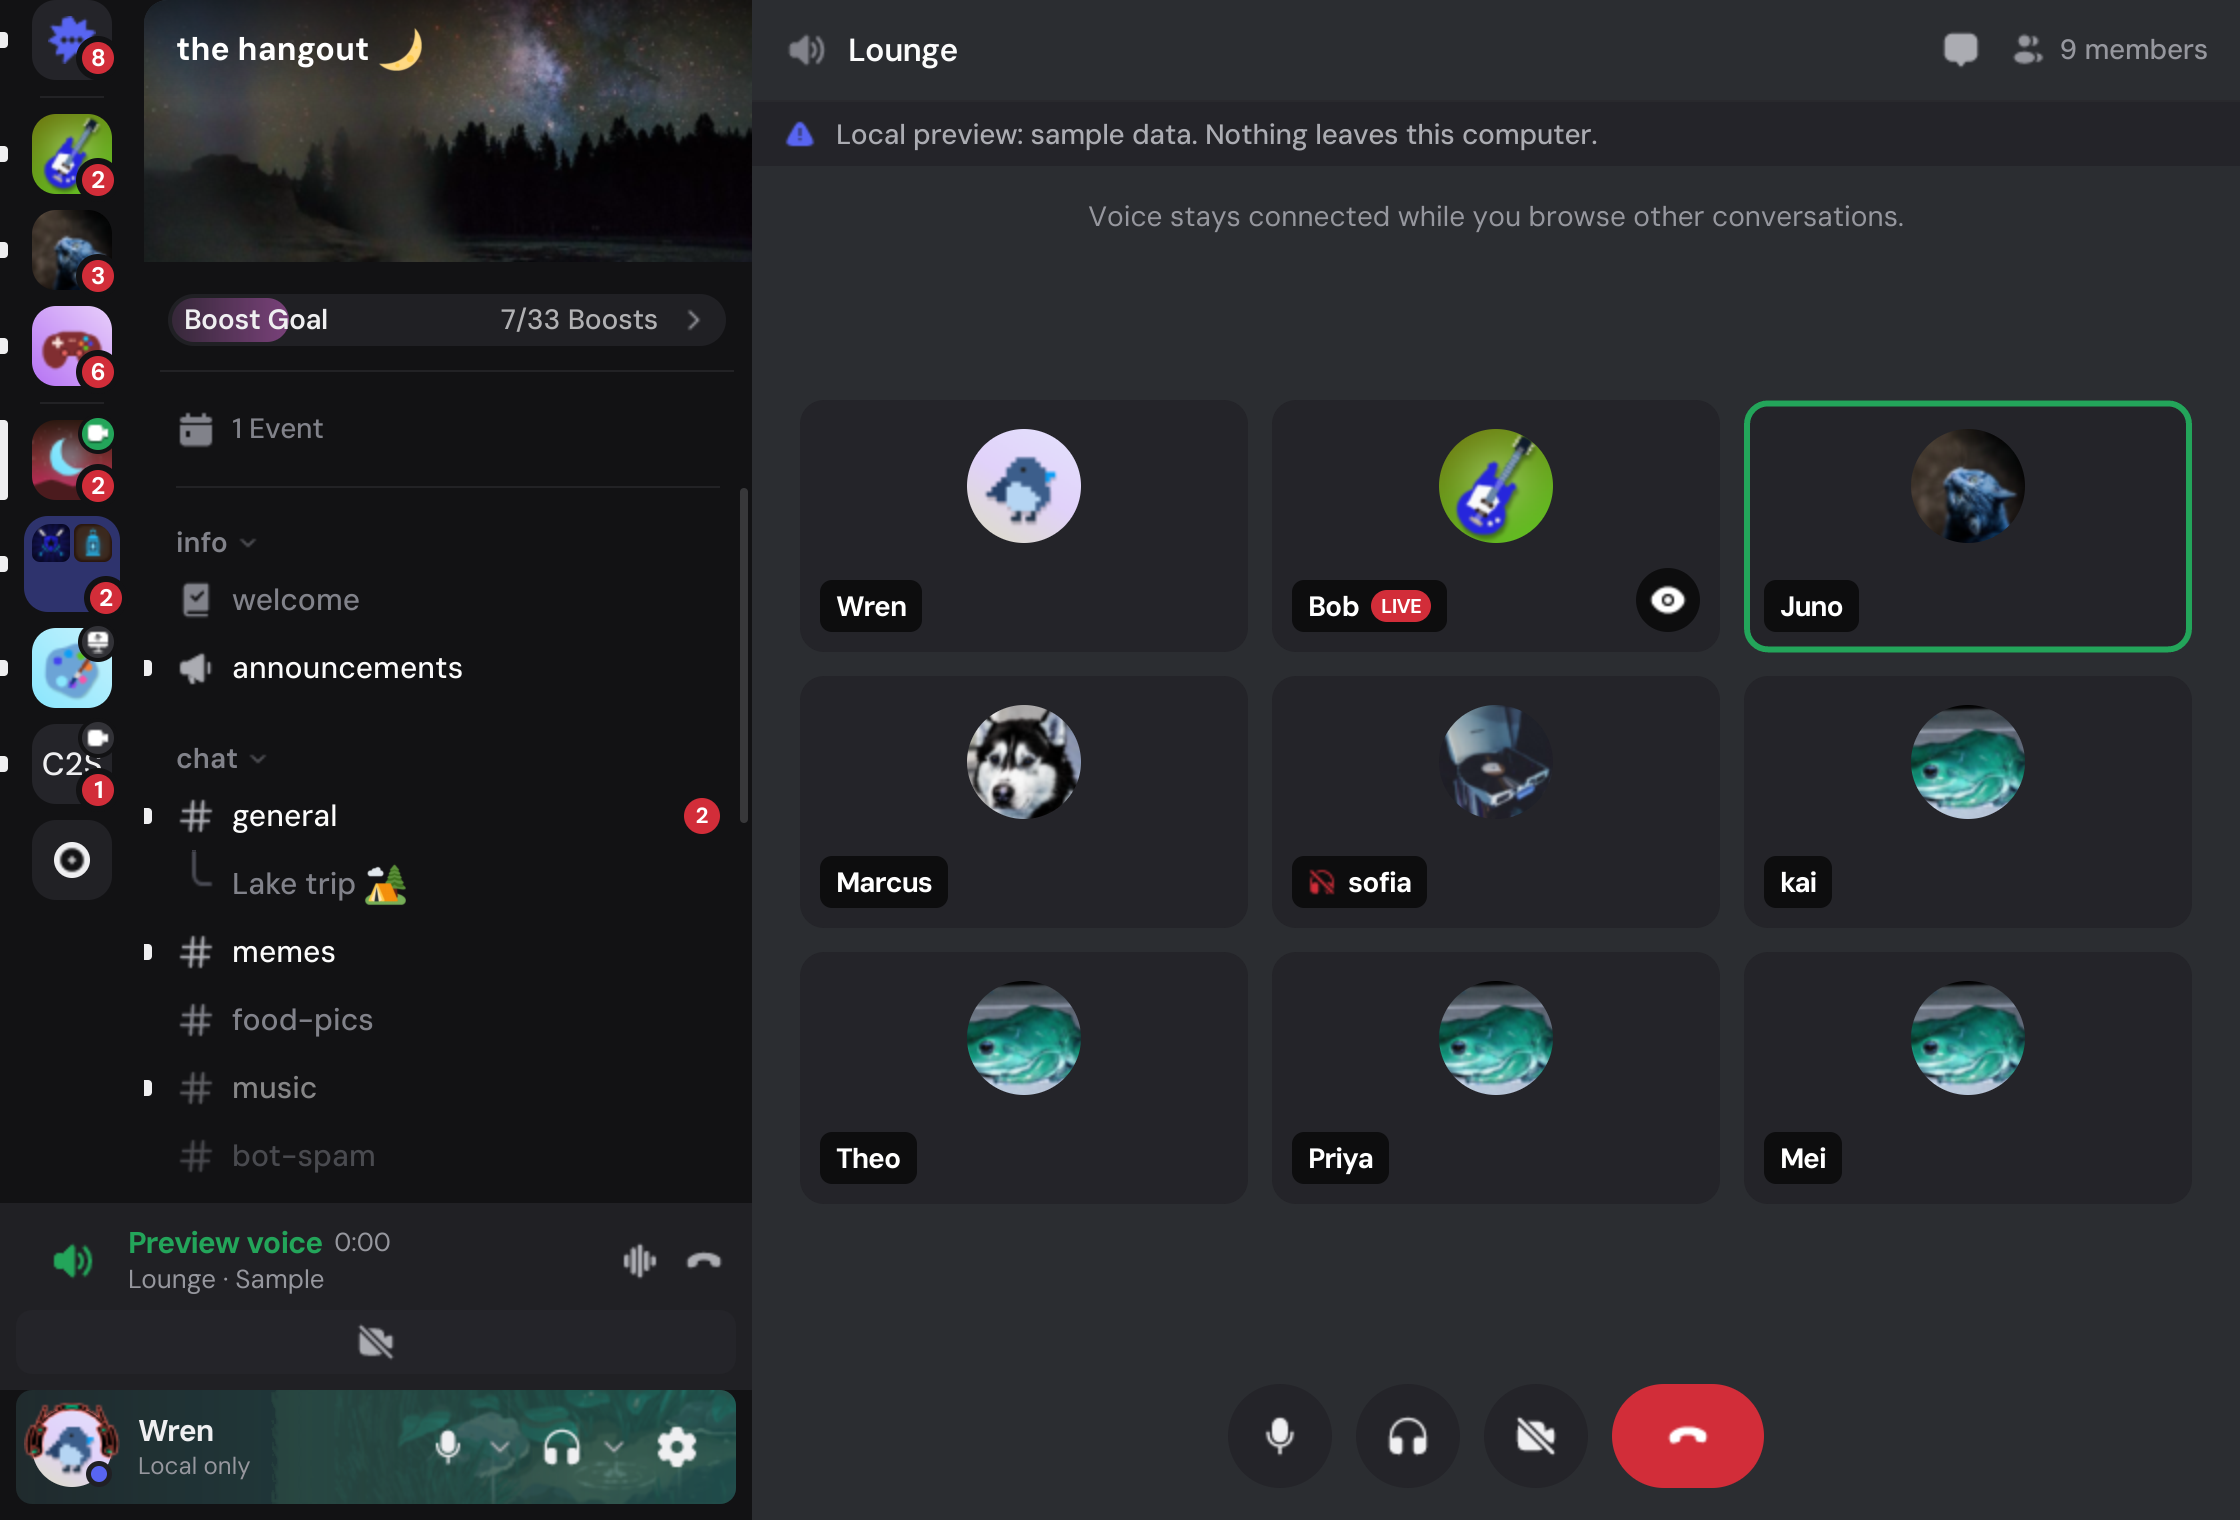 8
2
3
6
2
2
C2S
1
the hangout 🌙
Boost Goal 7/33 Boosts
1 Event
info
welcome
announcements
chat
general 2
Lake trip 🏕️
memes
food-pics
music
bot-spam
Preview voice 0:00
Lounge · Sample
Wren
Local only
Lounge
9 members
Local preview: sample data. Nothing leaves this computer.
Voice stays connected while you browse other conversations.
Wren
Bob LIVE
Juno
Marcus
sofia
kai
Theo
Priya
Mei